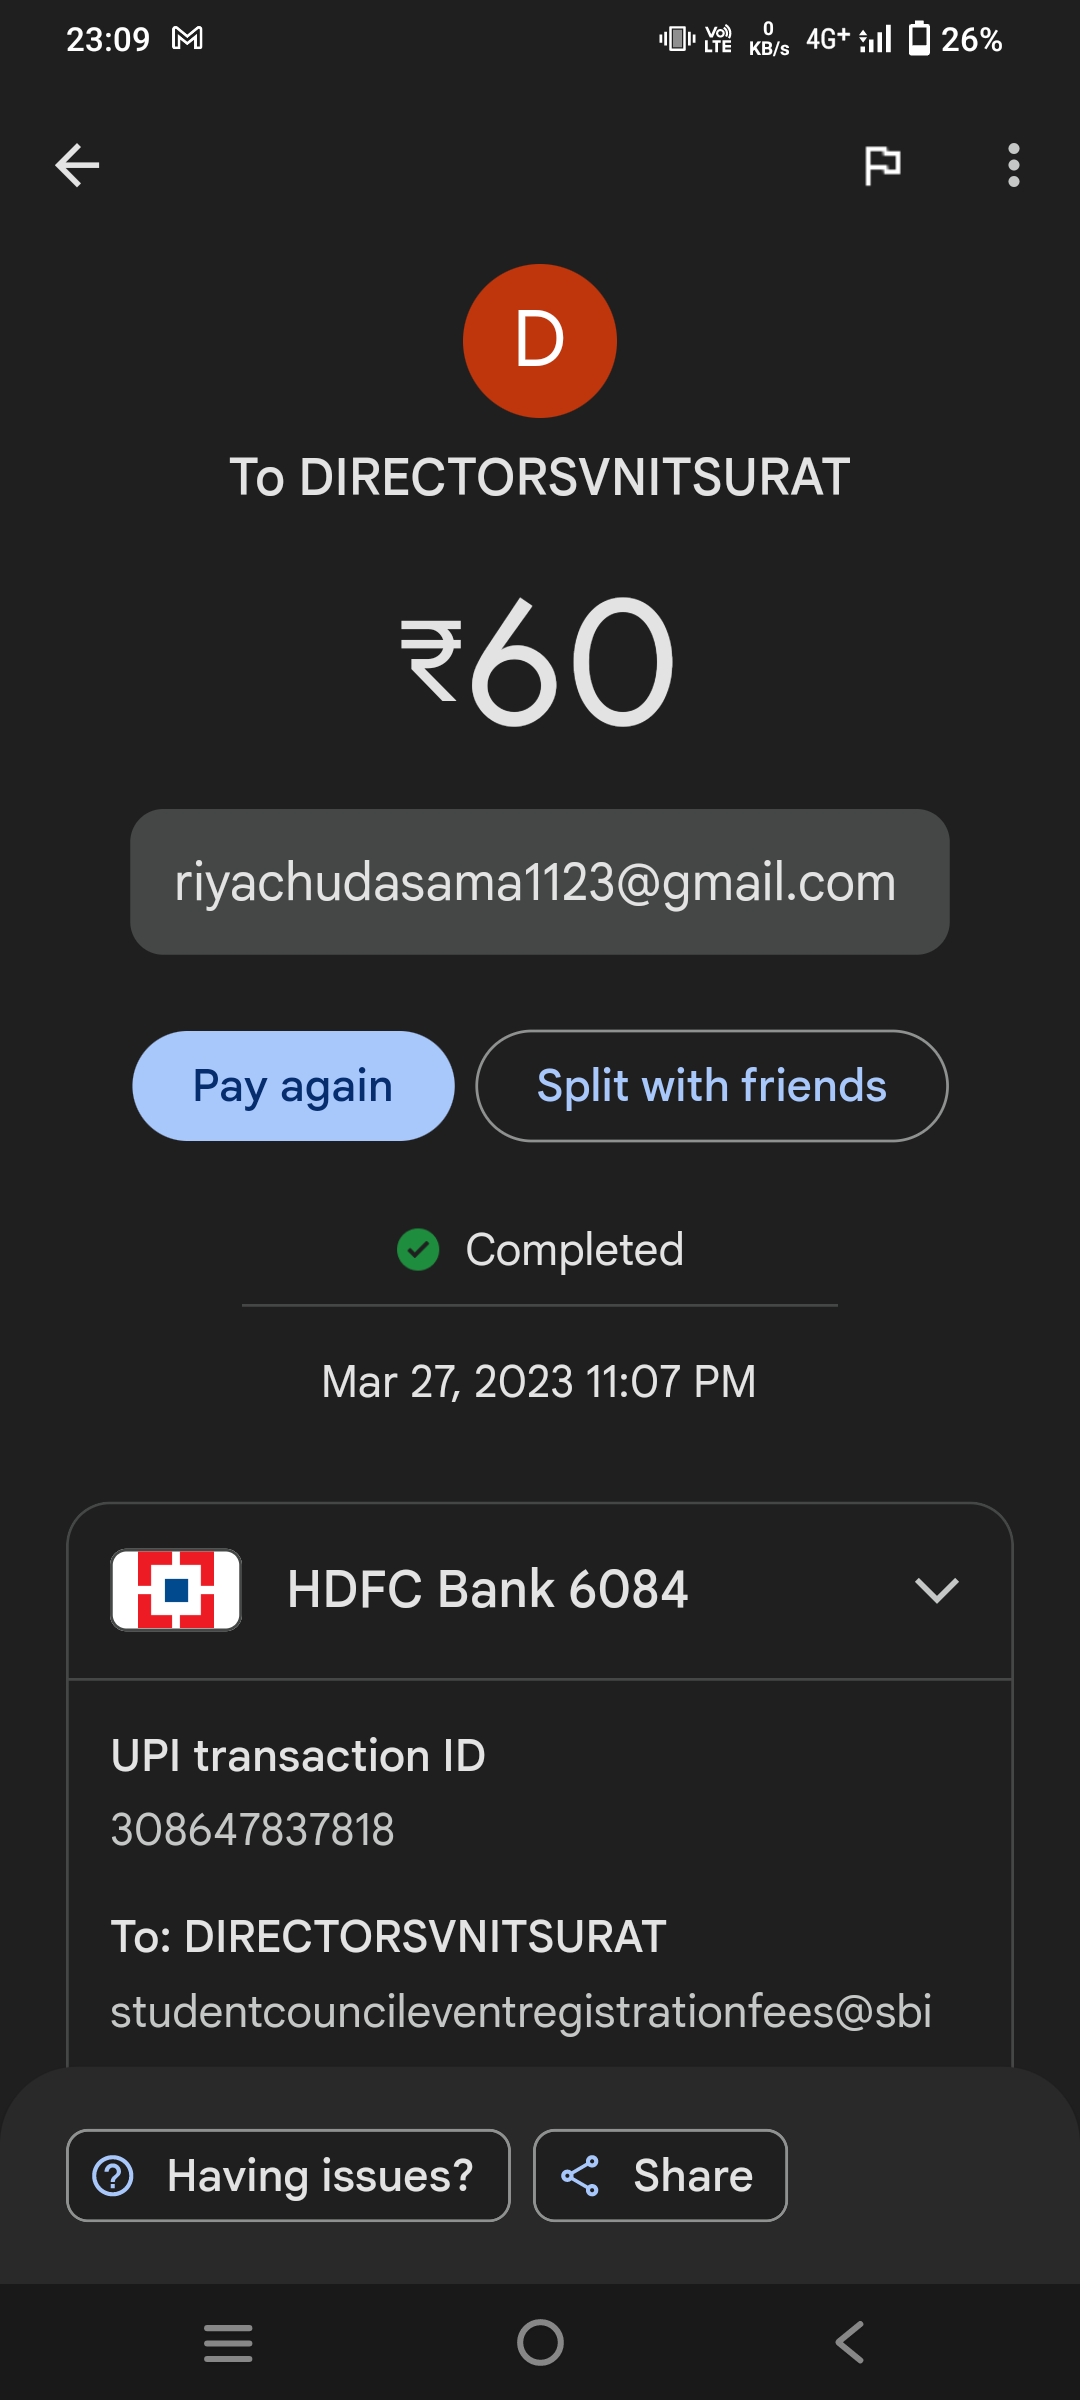 23:09
Vo)) LTE
0 KB/s
4G+
26%
D
To DIRECTORSVNITSURAT
₹60
riyachudasama1123@gmail.com
Pay again
Split with friends
Completed
Mar 27, 2023 11:07 PM
HDFC Bank 6084
UPI transaction ID
308647837818
To: DIRECTORSVNITSURAT
studentcouncileventregistrationfees@sbi
Having issues?
Share